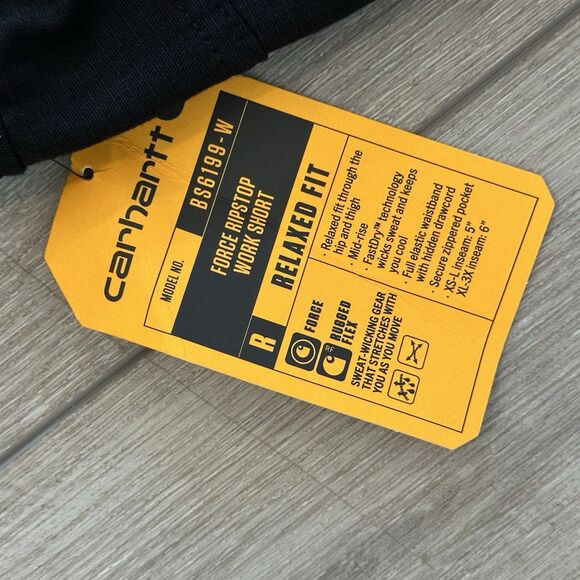 carhartt
MODEL NO.
BS6199-W
FORCE RIPSTOP
WORK SHORT
R
RELAXED FIT
· Relaxed fit through the
hip and thigh
· Mid-rise
· FastDry™ technology
wicks sweat and keeps
you cool
· Full elastic waistband
with hidden drawcord
· Secure zippered pocket
· XS-L inseam: 5"
XL-3X inseam: 6"
FORCE
RF
RUGGED
FLEX
SWEAT-WICKING GEAR
THAT STRETCHES WITH
YOU AS YOU MOVE